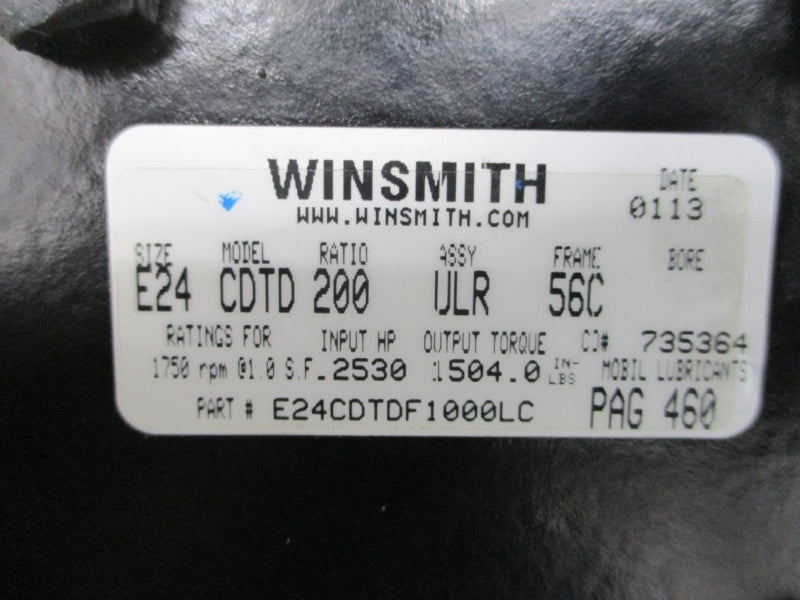 WINSMITH
WWW.WINSMITH.COM
DATE
0113
SIZE MODEL RATIO ASSY FRAME BORE
E24 CDTD 200 ULR 56C
RATINGS FOR INPUT HP OUTPUT TORQUE CO# 735364
1750 rpm @1.0 S.F. .2530 1504.0 IN-LBS MOBIL LUBRICANTS
PART # E24CDTDF1000LC PAG 460